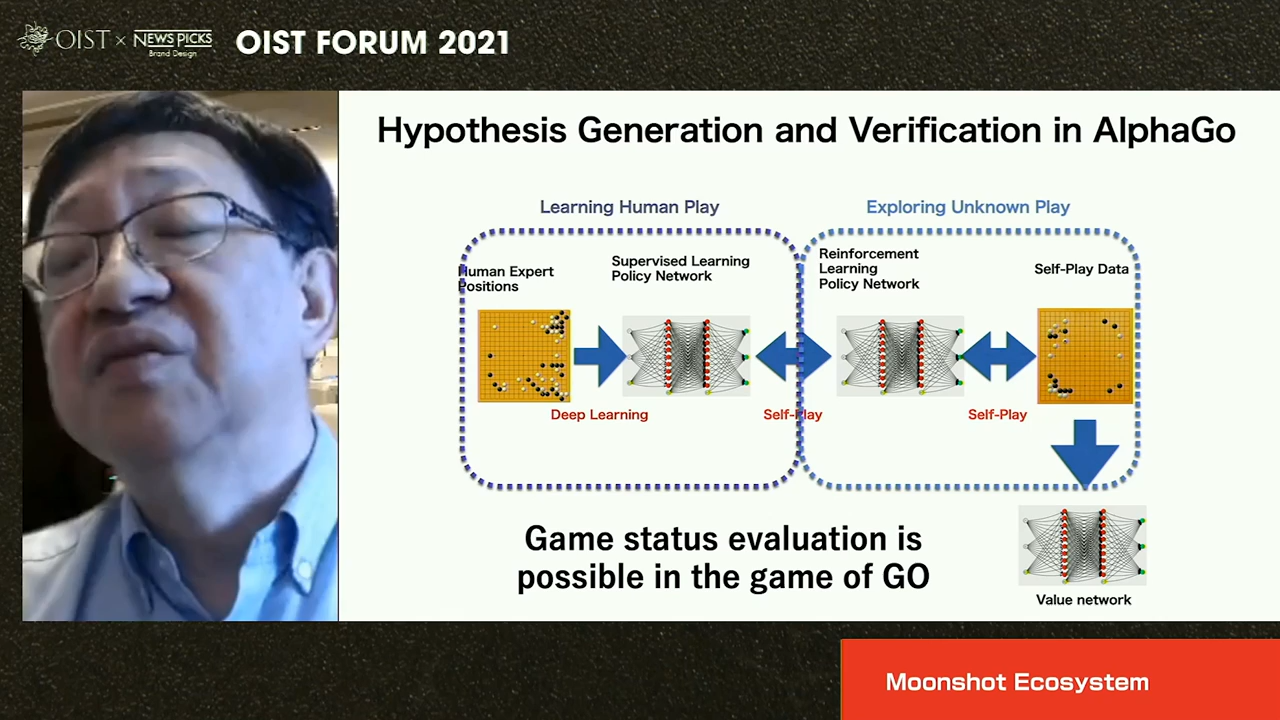 OIST × NEWSPICKS
Brand Design
OIST FORUM 2021
Hypothesis Generation and Verification in AlphaGo
Learning Human Play
Exploring Unknown Play
Human Expert
Positions
Supervised Learning
Policy Network
Reinforcement
Learning
Policy Network
Self-Play Data
Deep Learning
Self-Play
Self-Play
Game status evaluation is
possible in the game of GO
Value network
Moonshot Ecosystem